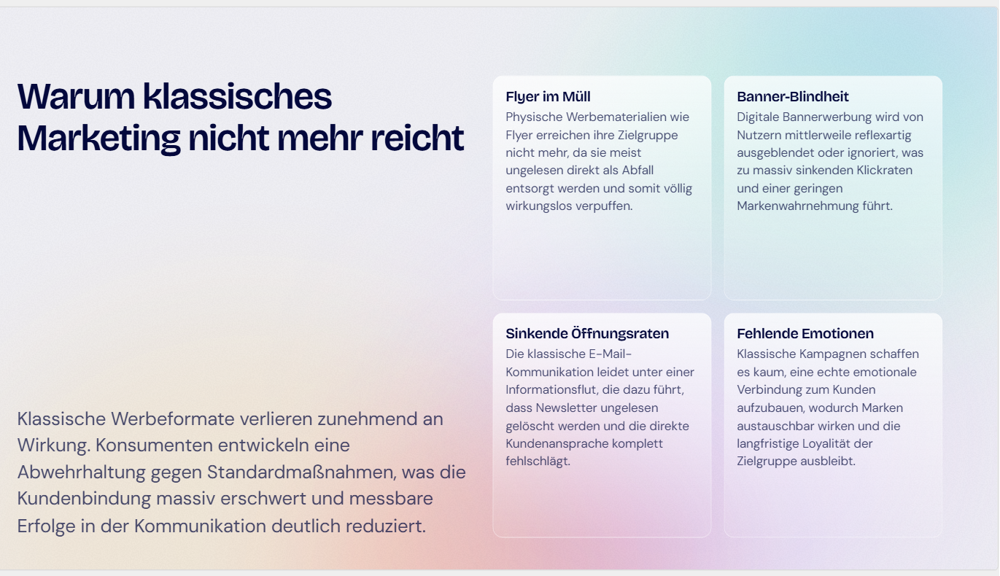 Warum klassisches
Marketing nicht mehr reicht
Klassische Werbeformate verlieren zunehmend an
Wirkung. Konsumenten entwickeln eine
Abwehrhaltung gegen Standardmaßnahmen, was die
Kundenbindung massiv erschwert und messbare
Erfolge in der Kommunikation deutlich reduziert.
Flyer im Müll
Physische Werbematerialien wie
Flyer erreichen ihre Zielgruppe
nicht mehr, da sie meist
ungelesen direkt als Abfall
entsorgt werden und somit völlig
wirkungslos verpuffen.
Banner-Blindheit
Digitale Bannerwerbung wird von
Nutzern mittlerweile reflexartig
ausgeblendet oder ignoriert, was
zu massiv sinkenden Klickraten
und einer geringen
Markenwahrnehmung führt.
Sinkende Öffnungsraten
Die klassische E-Mail-
Kommunikation leidet unter einer
Informationsflut, die dazu führt,
dass Newsletter ungelesen
gelöscht werden und die direkte
Kundenansprache komplett
fehlschlägt.
Fehlende Emotionen
Klassische Kampagnen schaffen
es kaum, eine echte emotionale
Verbindung zum Kunden
aufzubauen, wodurch Marken
austauschbar wirken und die
langfristige Loyalität der
Zielgruppe ausbleibt.